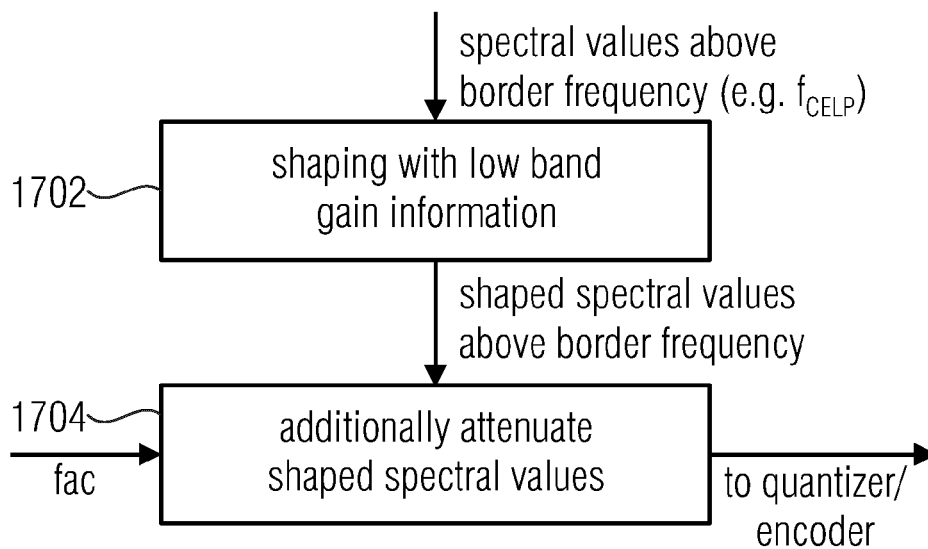 spectral values above
border frequency (e.g. fCELP)
1702
shaping with low band
gain information
shaped spectral values
above border frequency
1704
additionally attenuate
shaped spectral values
fac
to quantizer/
encoder